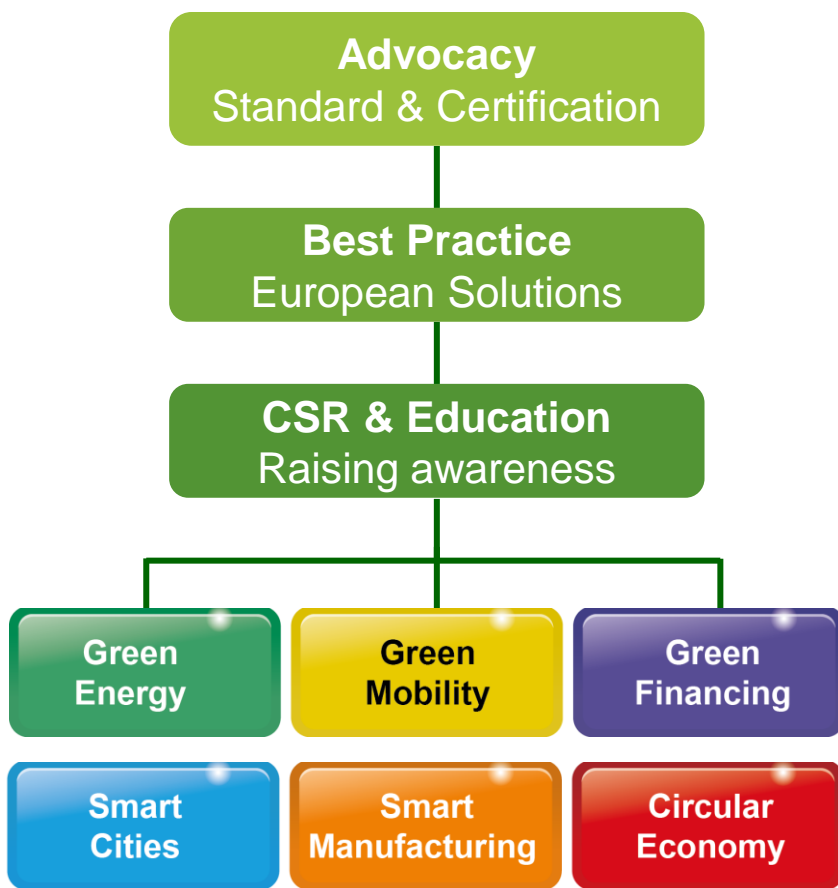 Advocacy
Standard & Certification
Best Practice
European Solutions
CSR & Education
Raising awareness
Green
Energy
Green
Mobility
Green
Financing
Smart
Cities
Smart
Manufacturing
Circular
Economy